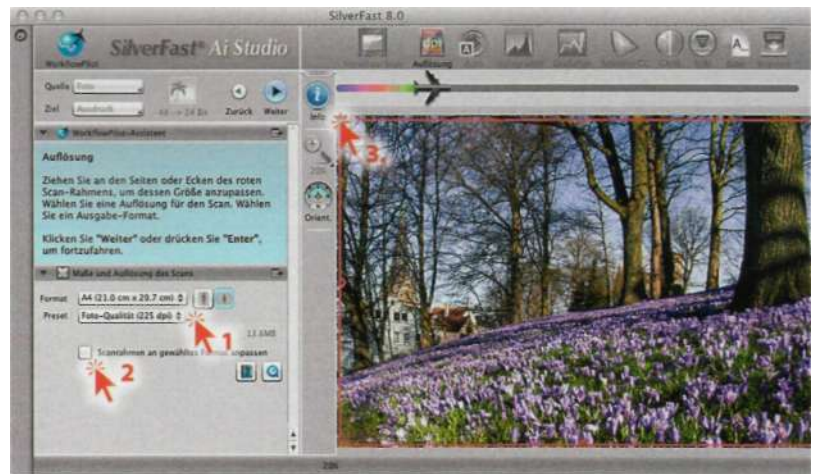 SilverFast 8.0
SilverFast® Ai Studio
WorkflowPilot
Auflösung
Quelle
Ziel
48 -> 24 Bit
Zurück
Weiter
Info
WorkflowPilot-Assistent
Auflösung
Ziehen Sie an den Seiten oder Ecken des roten
Scan-Rahmens, um dessen Größe anzupassen.
Wählen Sie eine Auflösung für den Scan. Wählen
Sie ein Ausgabe-Format.
Klicken Sie "Weiter" oder drücken Sie "Enter",
um fortzufahren.
Orient.
Maße und Auflösung des Scans
Format A4 (21.0 cm x 29.7 cm)
Preset Foto-Qualität (225 dpi)
1
Scanrahmen an gewähltes Format anpassen
2
3.